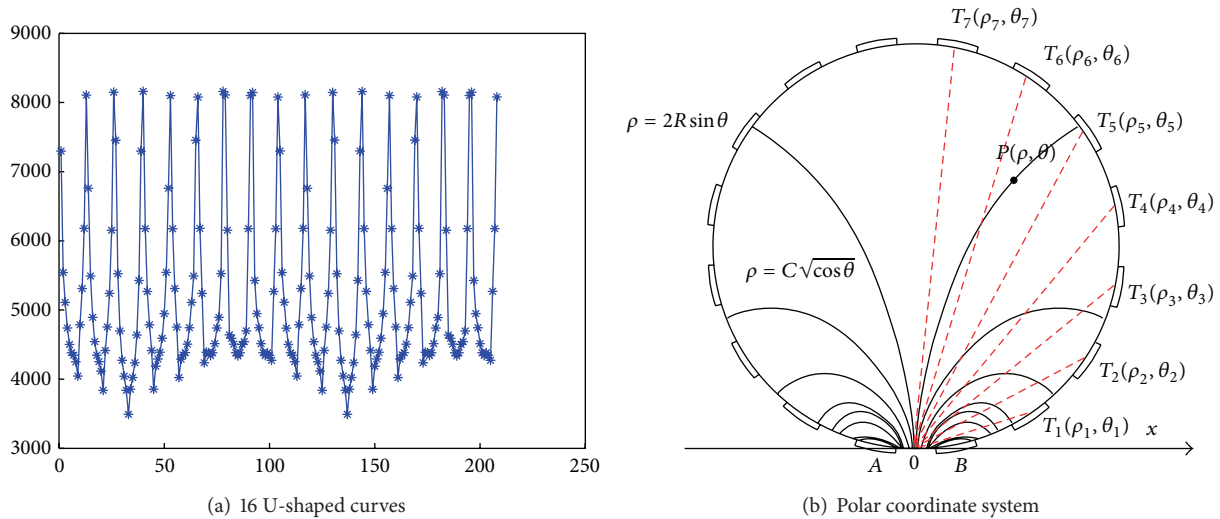 9000
8000
7000
6000
5000
4000
3000
0
50
100
150
200
250
(a) 16 U-shaped curves
T₇(ρ₇, θ₇)
T₆(ρ₆, θ₆)
ρ = 2R sin θ
T₅(ρ₅, θ₅)
P(ρ, θ)
T₄(ρ₄, θ₄)
ρ = C√cos θ
T₃(ρ₃, θ₃)
T₂(ρ₂, θ₂)
T₁(ρ₁, θ₁)
x
A
0
B
(b) Polar coordinate system